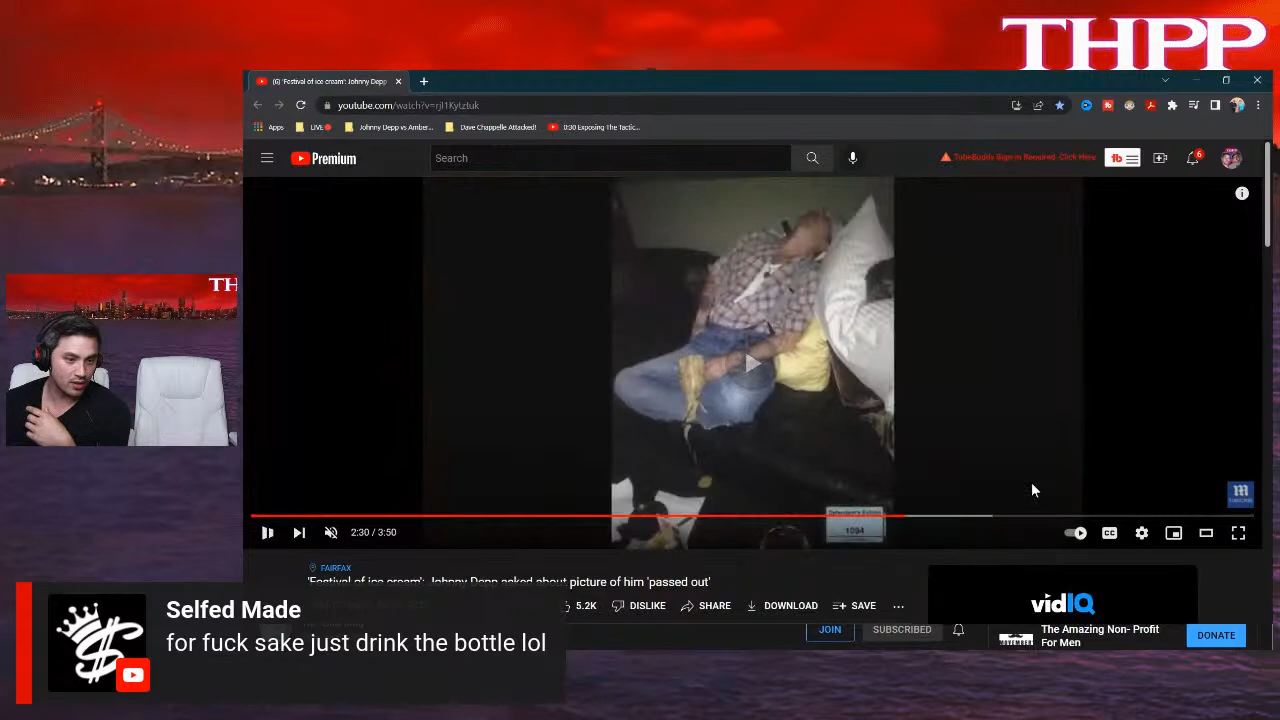 THPP
(6) 'Festival of ice cream': Johnny Depp
youtube.com/watch?v=rjI1Kytztuk
Apps
LIVE
Johnny Depp vs Amber...
Dave Chappelle Attacked!
0:30 Exposing The Tactic...
Premium
Search
TubeBuddy Sign In Required. Click Here
tb
6
TH
Defendant's Exhibit
1094
m
2:30 / 3:50
CC
FAIRFAX
'Festival of ice cream': Johnny Depp asked about picture of him 'passed out'
5.2K
DISLIKE
SHARE
DOWNLOAD
SAVE
vidIQ
JOIN
SUBSCRIBED
The Amazing Non- Profit
For Men
DONATE
Selfed Made
for fuck sake just drink the bottle lol